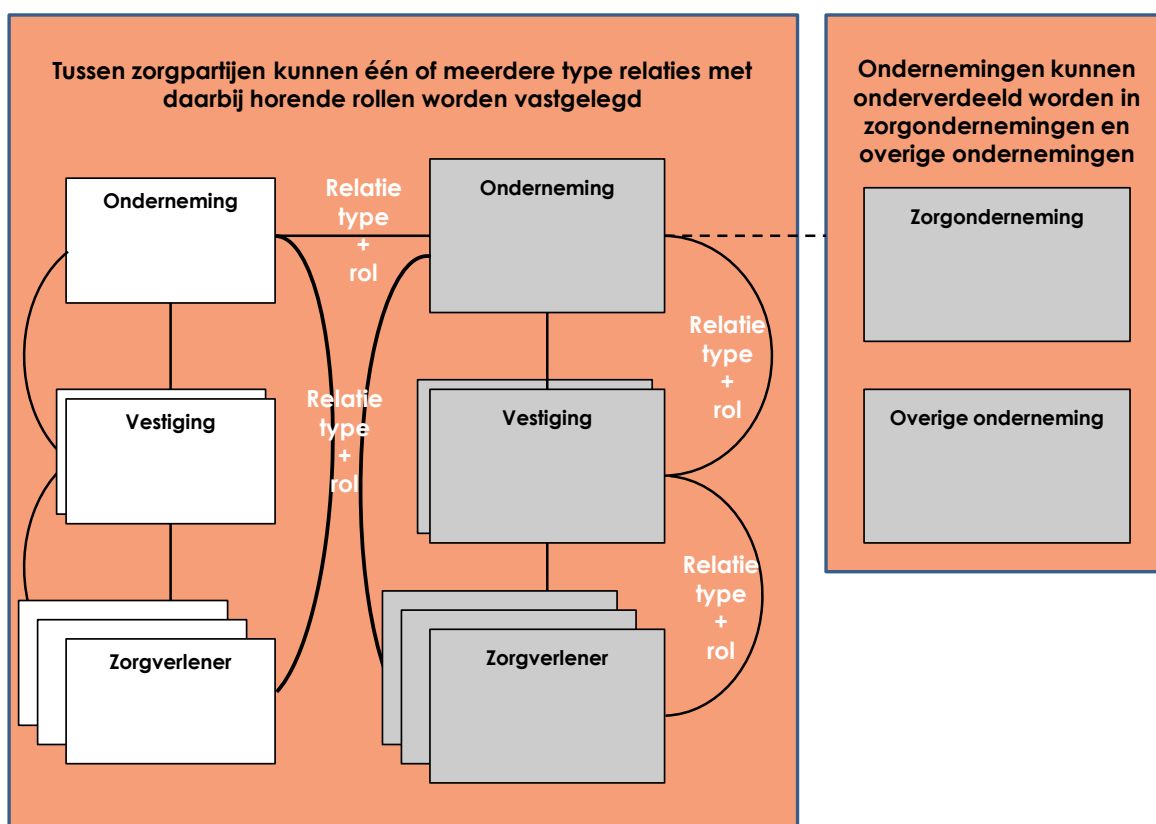 Tussen zorgpartijen kunnen één of meerdere type relaties met
daarbij horende rollen worden vastgelegd
Onderneming
Relatie
type
+
rol
Onderneming
Relatie
type
+
rol
Vestiging
Relatie
type
+
rol
Vestiging
Relatie
type
+
rol
Zorgverlener
Zorgverlener
Ondernemingen kunnen
onderverdeeld worden in
zorgondernemingen en
overige ondernemingen
Zorgonderneming
Overige onderneming